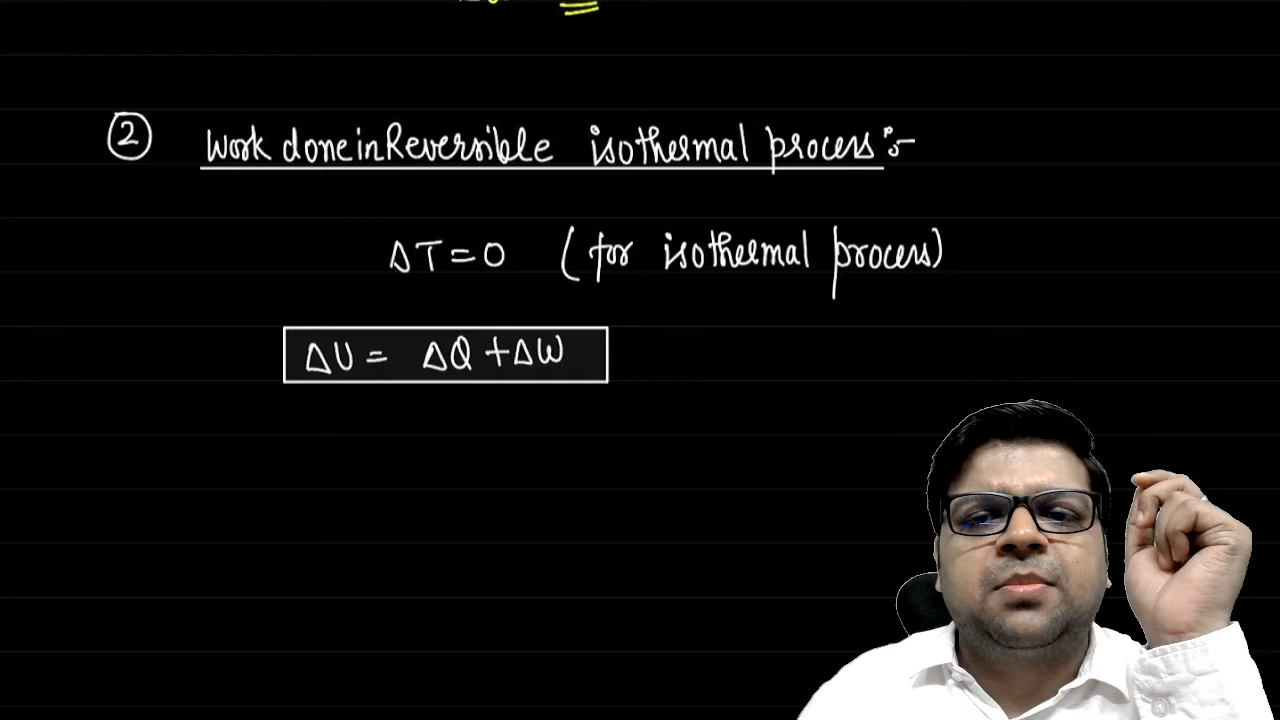 ② Work done in Reversible isothermal process :-
ΔT = 0 (for isothermal process)
ΔU = ΔQ + ΔW